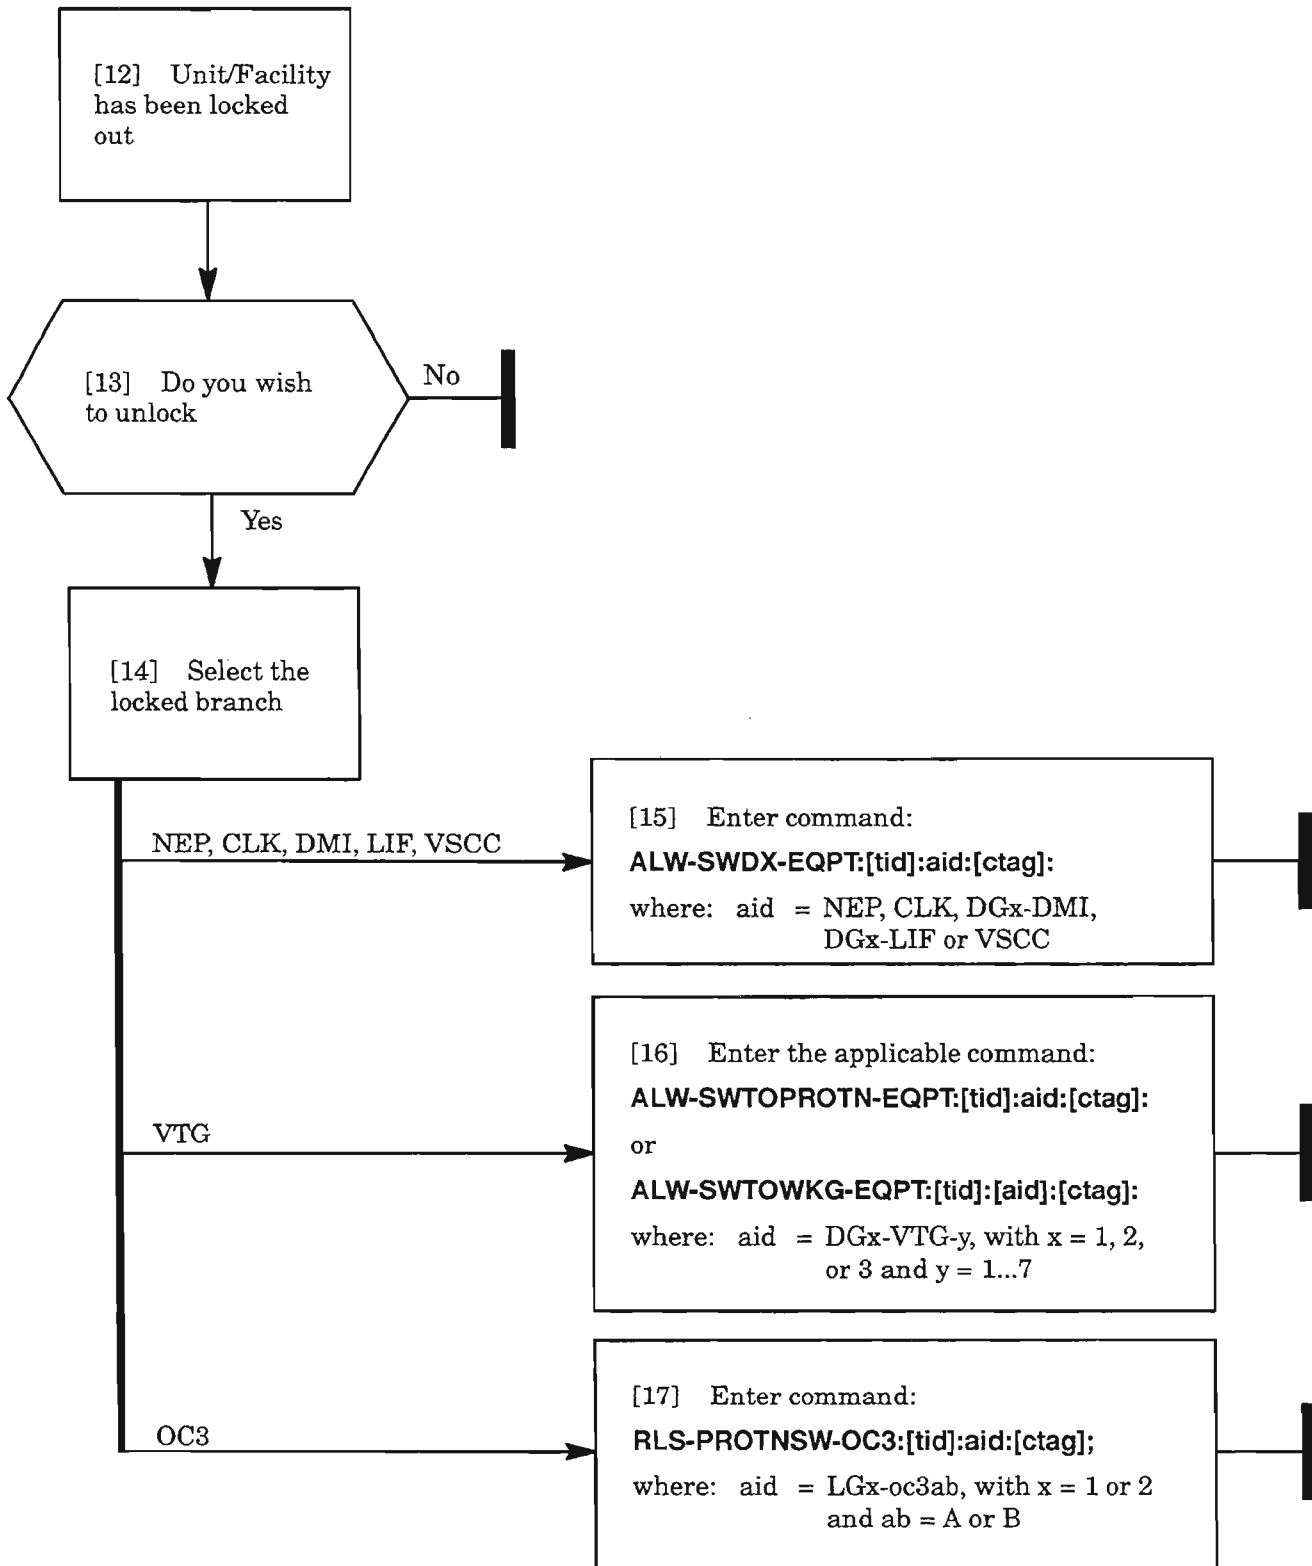 [12] Unit/Facility
has been locked
out
[13] Do you wish
to unlock
No
Yes
[14] Select the
locked branch
NEP, CLK, DMI, LIF, VSCC
[15] Enter command:
ALW-SWDX-EQPT:[tid]:aid:[ctag]:
where: aid = NEP, CLK, DGx-DMI,
DGx-LIF or VSCC
VTG
[16] Enter the applicable command:
ALW-SWTOPROTN-EQPT:[tid]:aid:[ctag]:
or
ALW-SWTOWKG-EQPT:[tid]:[aid]:[ctag]:
where: aid = DGx-VTG-y, with x = 1, 2,
or 3 and y = 1...7
OC3
[17] Enter command:
RLS-PROTNSW-OC3:[tid]:aid:[ctag];
where: aid = LGx-oc3ab, with x = 1 or 2
and ab = A or B